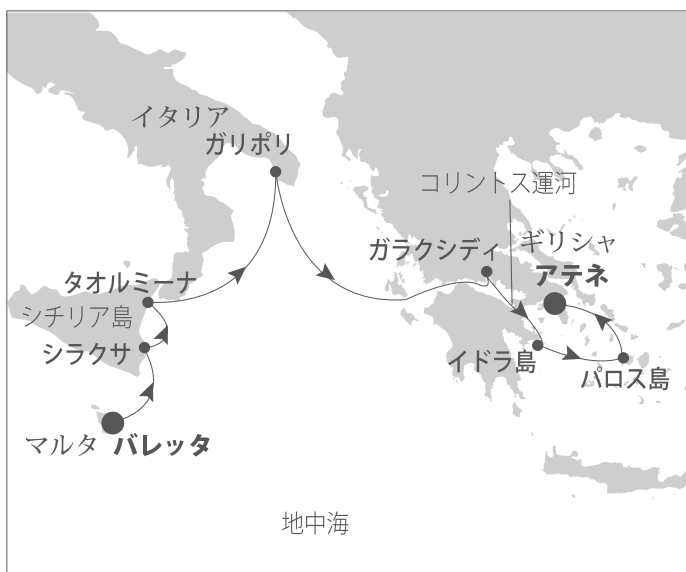 イタリア
ガリポリ
コリントス運河
ガラクシディ
ギリシャ
アテネ
タオルミーナ
シチリア島
シラクサ
イドラ島
パロス島
マルタ バレッタ
地中海